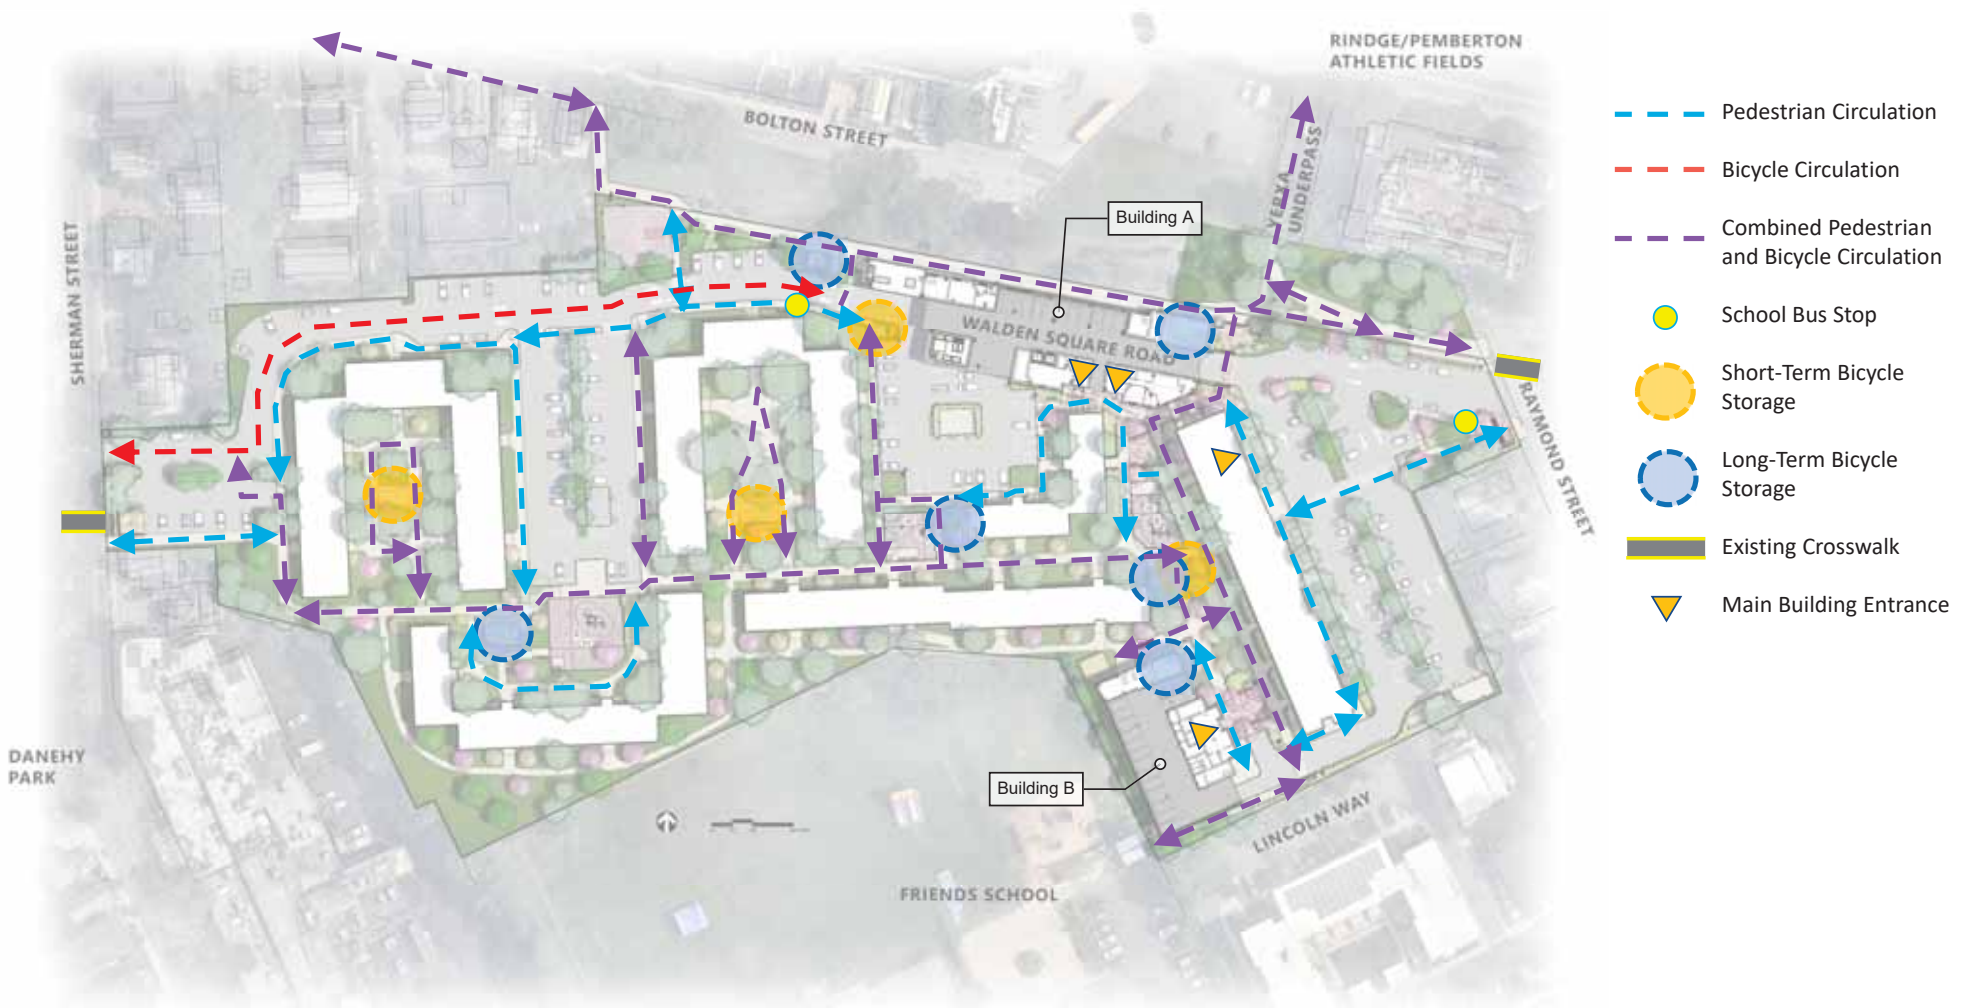 RINDGE/PEMBERTON
ATHLETIC FIELDS
BOLTON STREET
YERXA
UNDERPASS
SHERMAN STREET
Building A
WALDEN SQUARE ROAD
RAYMOND STREET
DANEHY
PARK
Building B
LINCOLN WAY
FRIENDS SCHOOL
Pedestrian Circulation
Bicycle Circulation
Combined Pedestrian
and Bicycle Circulation
School Bus Stop
Short-Term Bicycle
Storage
Long-Term Bicycle
Storage
Existing Crosswalk
Main Building Entrance